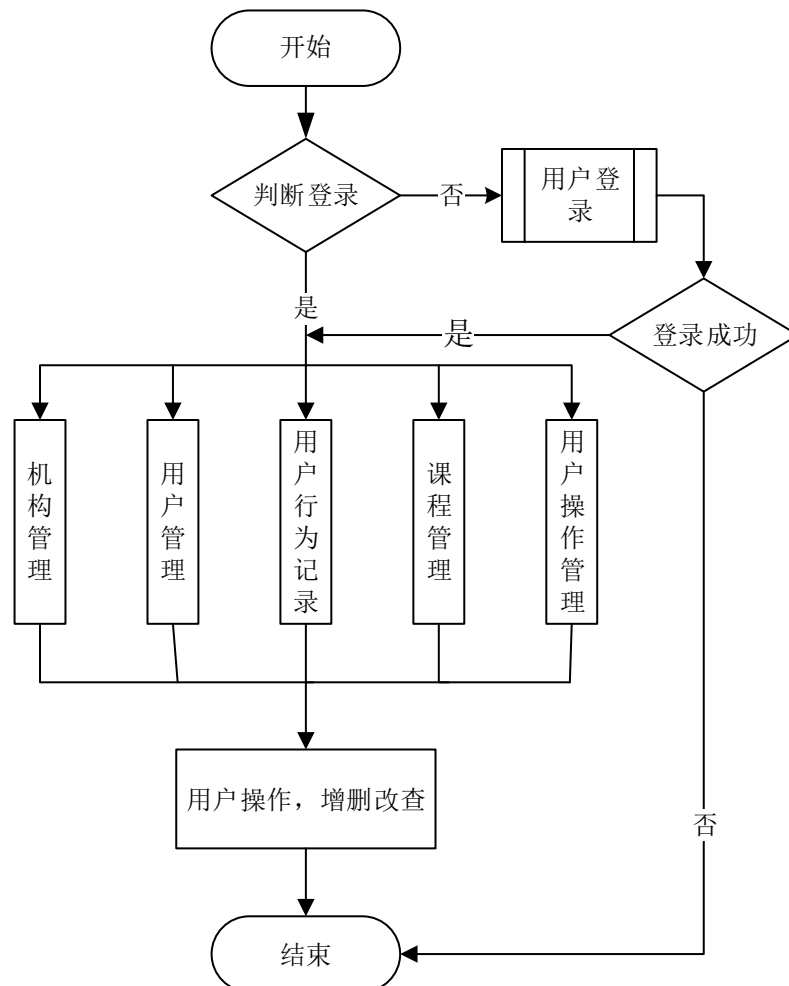 开始
判断登录
否
用户登
录
是
是
登录成功
机构管理
用户管理
用户行为记录
课程管理
用户操作管理
用户操作，增删改查
否
结束